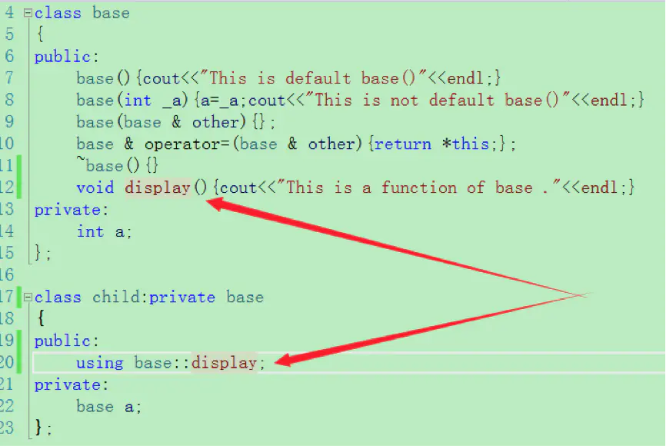 4 class base
5 {
6 public:
7 base(){cout<<"This is default base()"<<endl;}
8 base(int _a){a=_a;cout<<"This is not default base()"<<endl;}
9 base(base & other){};
10 base & operator=(base & other){return *this;};
11 ~base(){}
12 void display(){cout<<"This is a function of base ."<<endl;}
13 private:
14 int a;
15 };
16
17 class child:private base
18 {
19 public:
20 using base::display;
21 private:
22 base a;
23 };